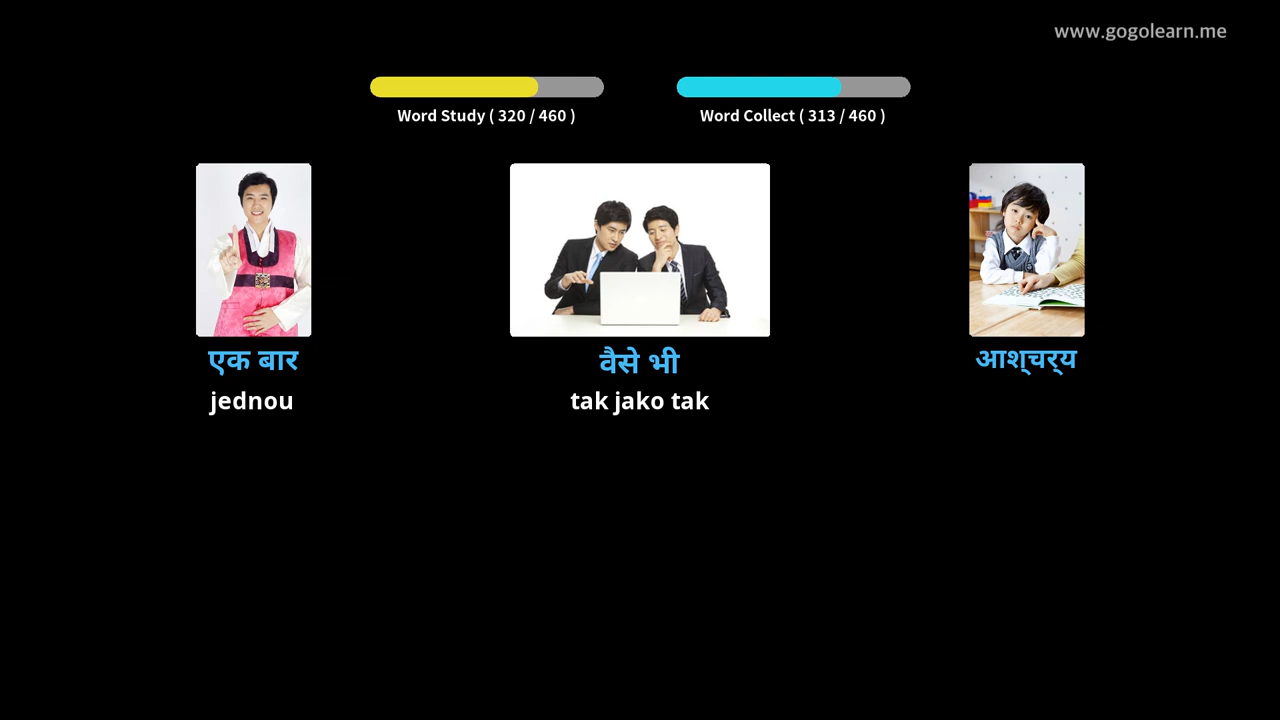 www.gogolearn.me
Word Study ( 320 / 460 )
Word Collect ( 313 / 460 )
एक बार
वैसे भी
आश्‌चर्‌य
jednou
tak jako tak